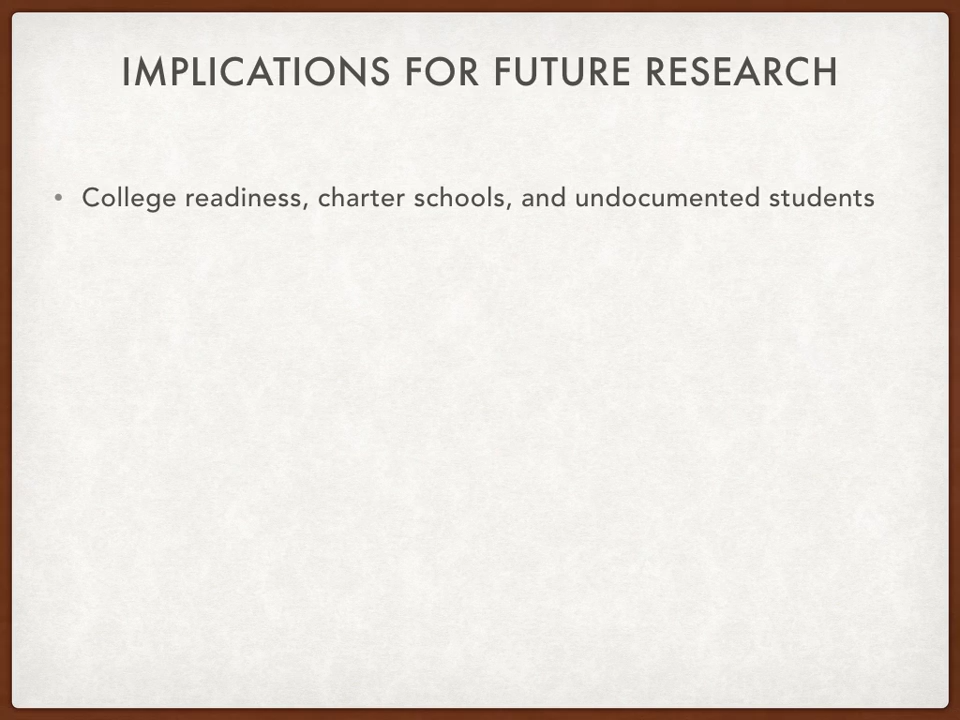 IMPLICATIONS FOR FUTURE RESEARCH
• College readiness, charter schools, and undocumented students